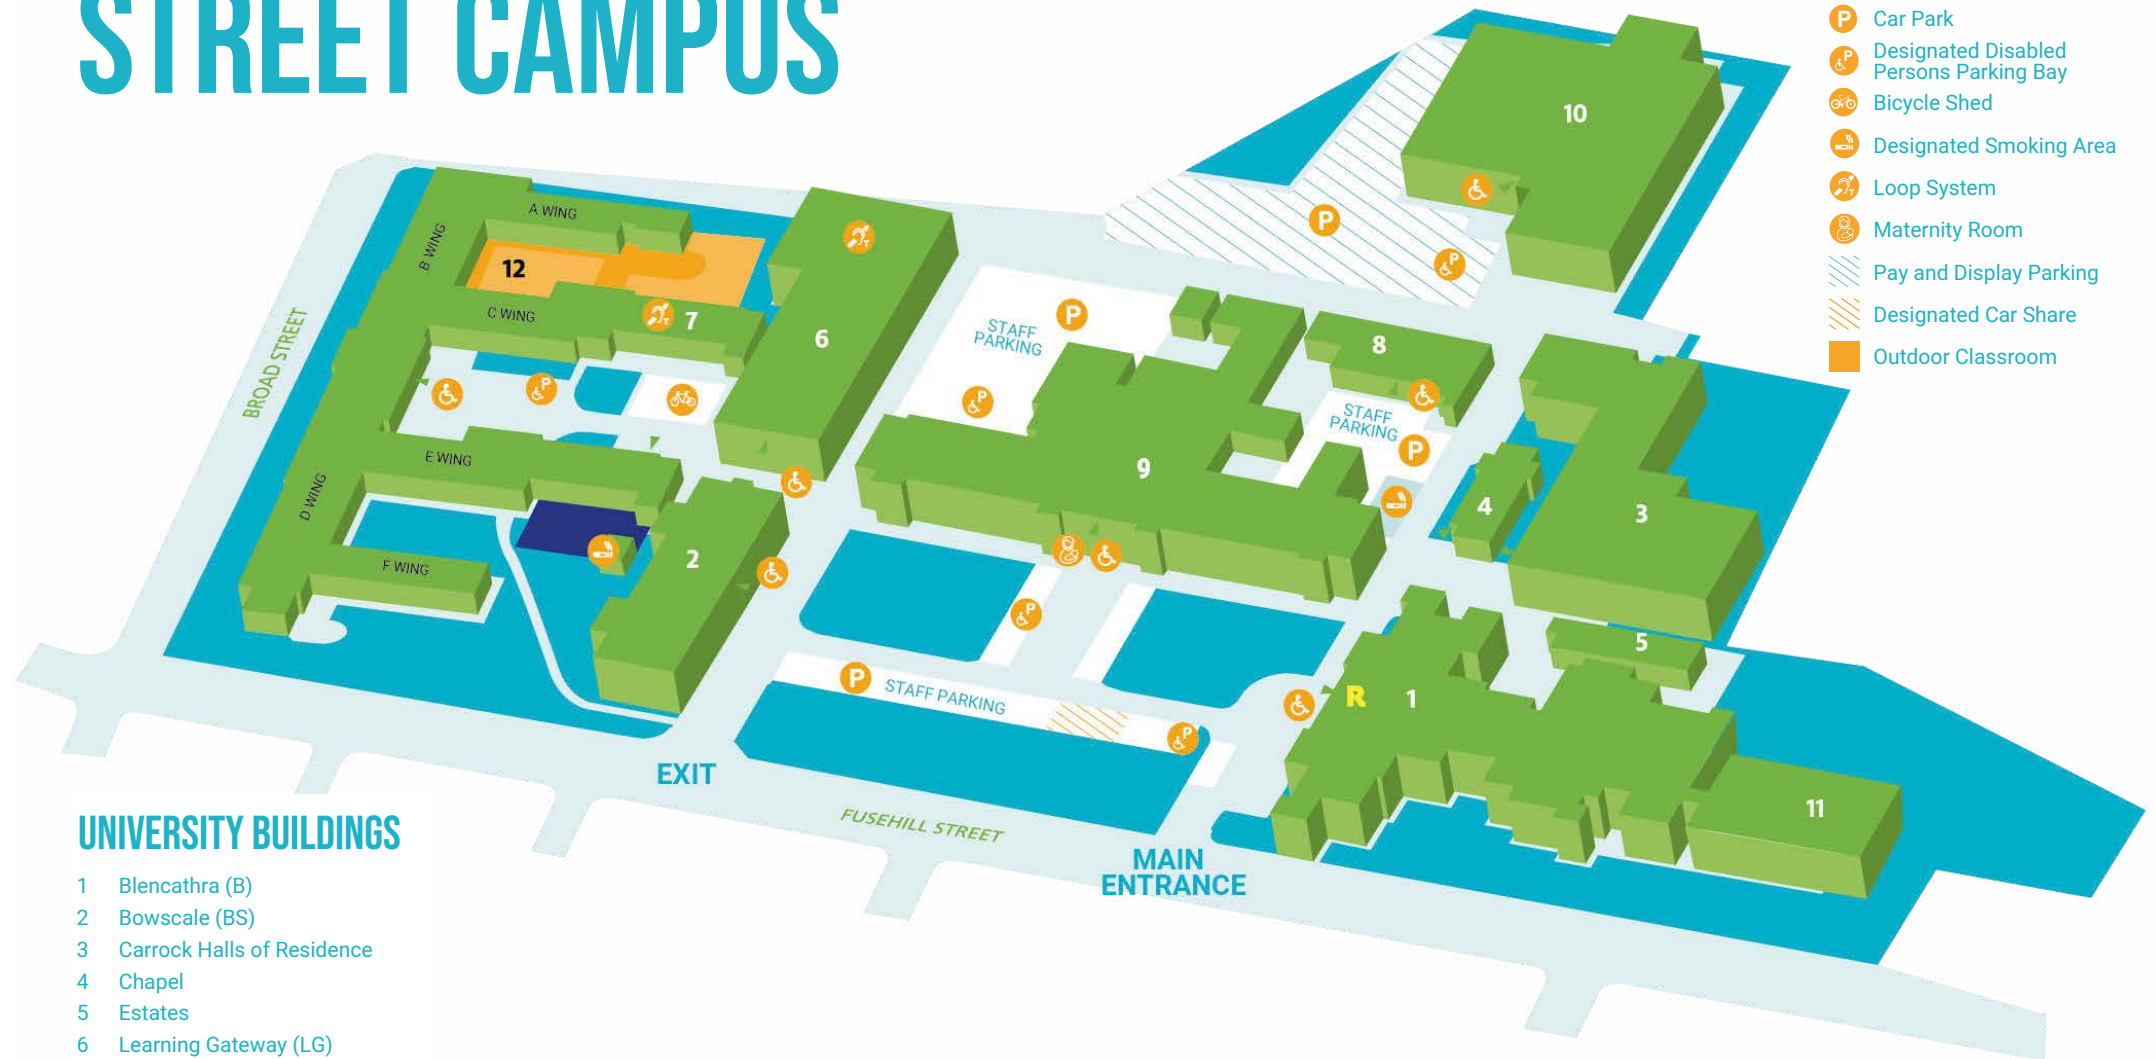 STREET CAMPUS
P Car Park
P Designated Disabled
Persons Parking Bay
Bicycle Shed
Designated Smoking Area
T Loop System
Maternity Room
Pay and Display Parking
Designated Car Share
Outdoor Classroom
10
A WING
B WING
12
C WING
T
7
T
6
P
P
P
STAFF
PARKING
P
P
8
STAFF
PARKING
P
BROAD STREET
P
E WING
D WING
F WING
2
9
4
3
5
P
P
STAFF PARKING
P
R
1
11
EXIT
FUSEHILL STREET
MAIN
ENTRANCE
UNIVERSITY BUILDINGS
1 Blencathra (B)
2 Bowscale (BS)
3 Carrock Halls of Residence
4 Chapel
5 Estates
6 Learning Gateway (LG)